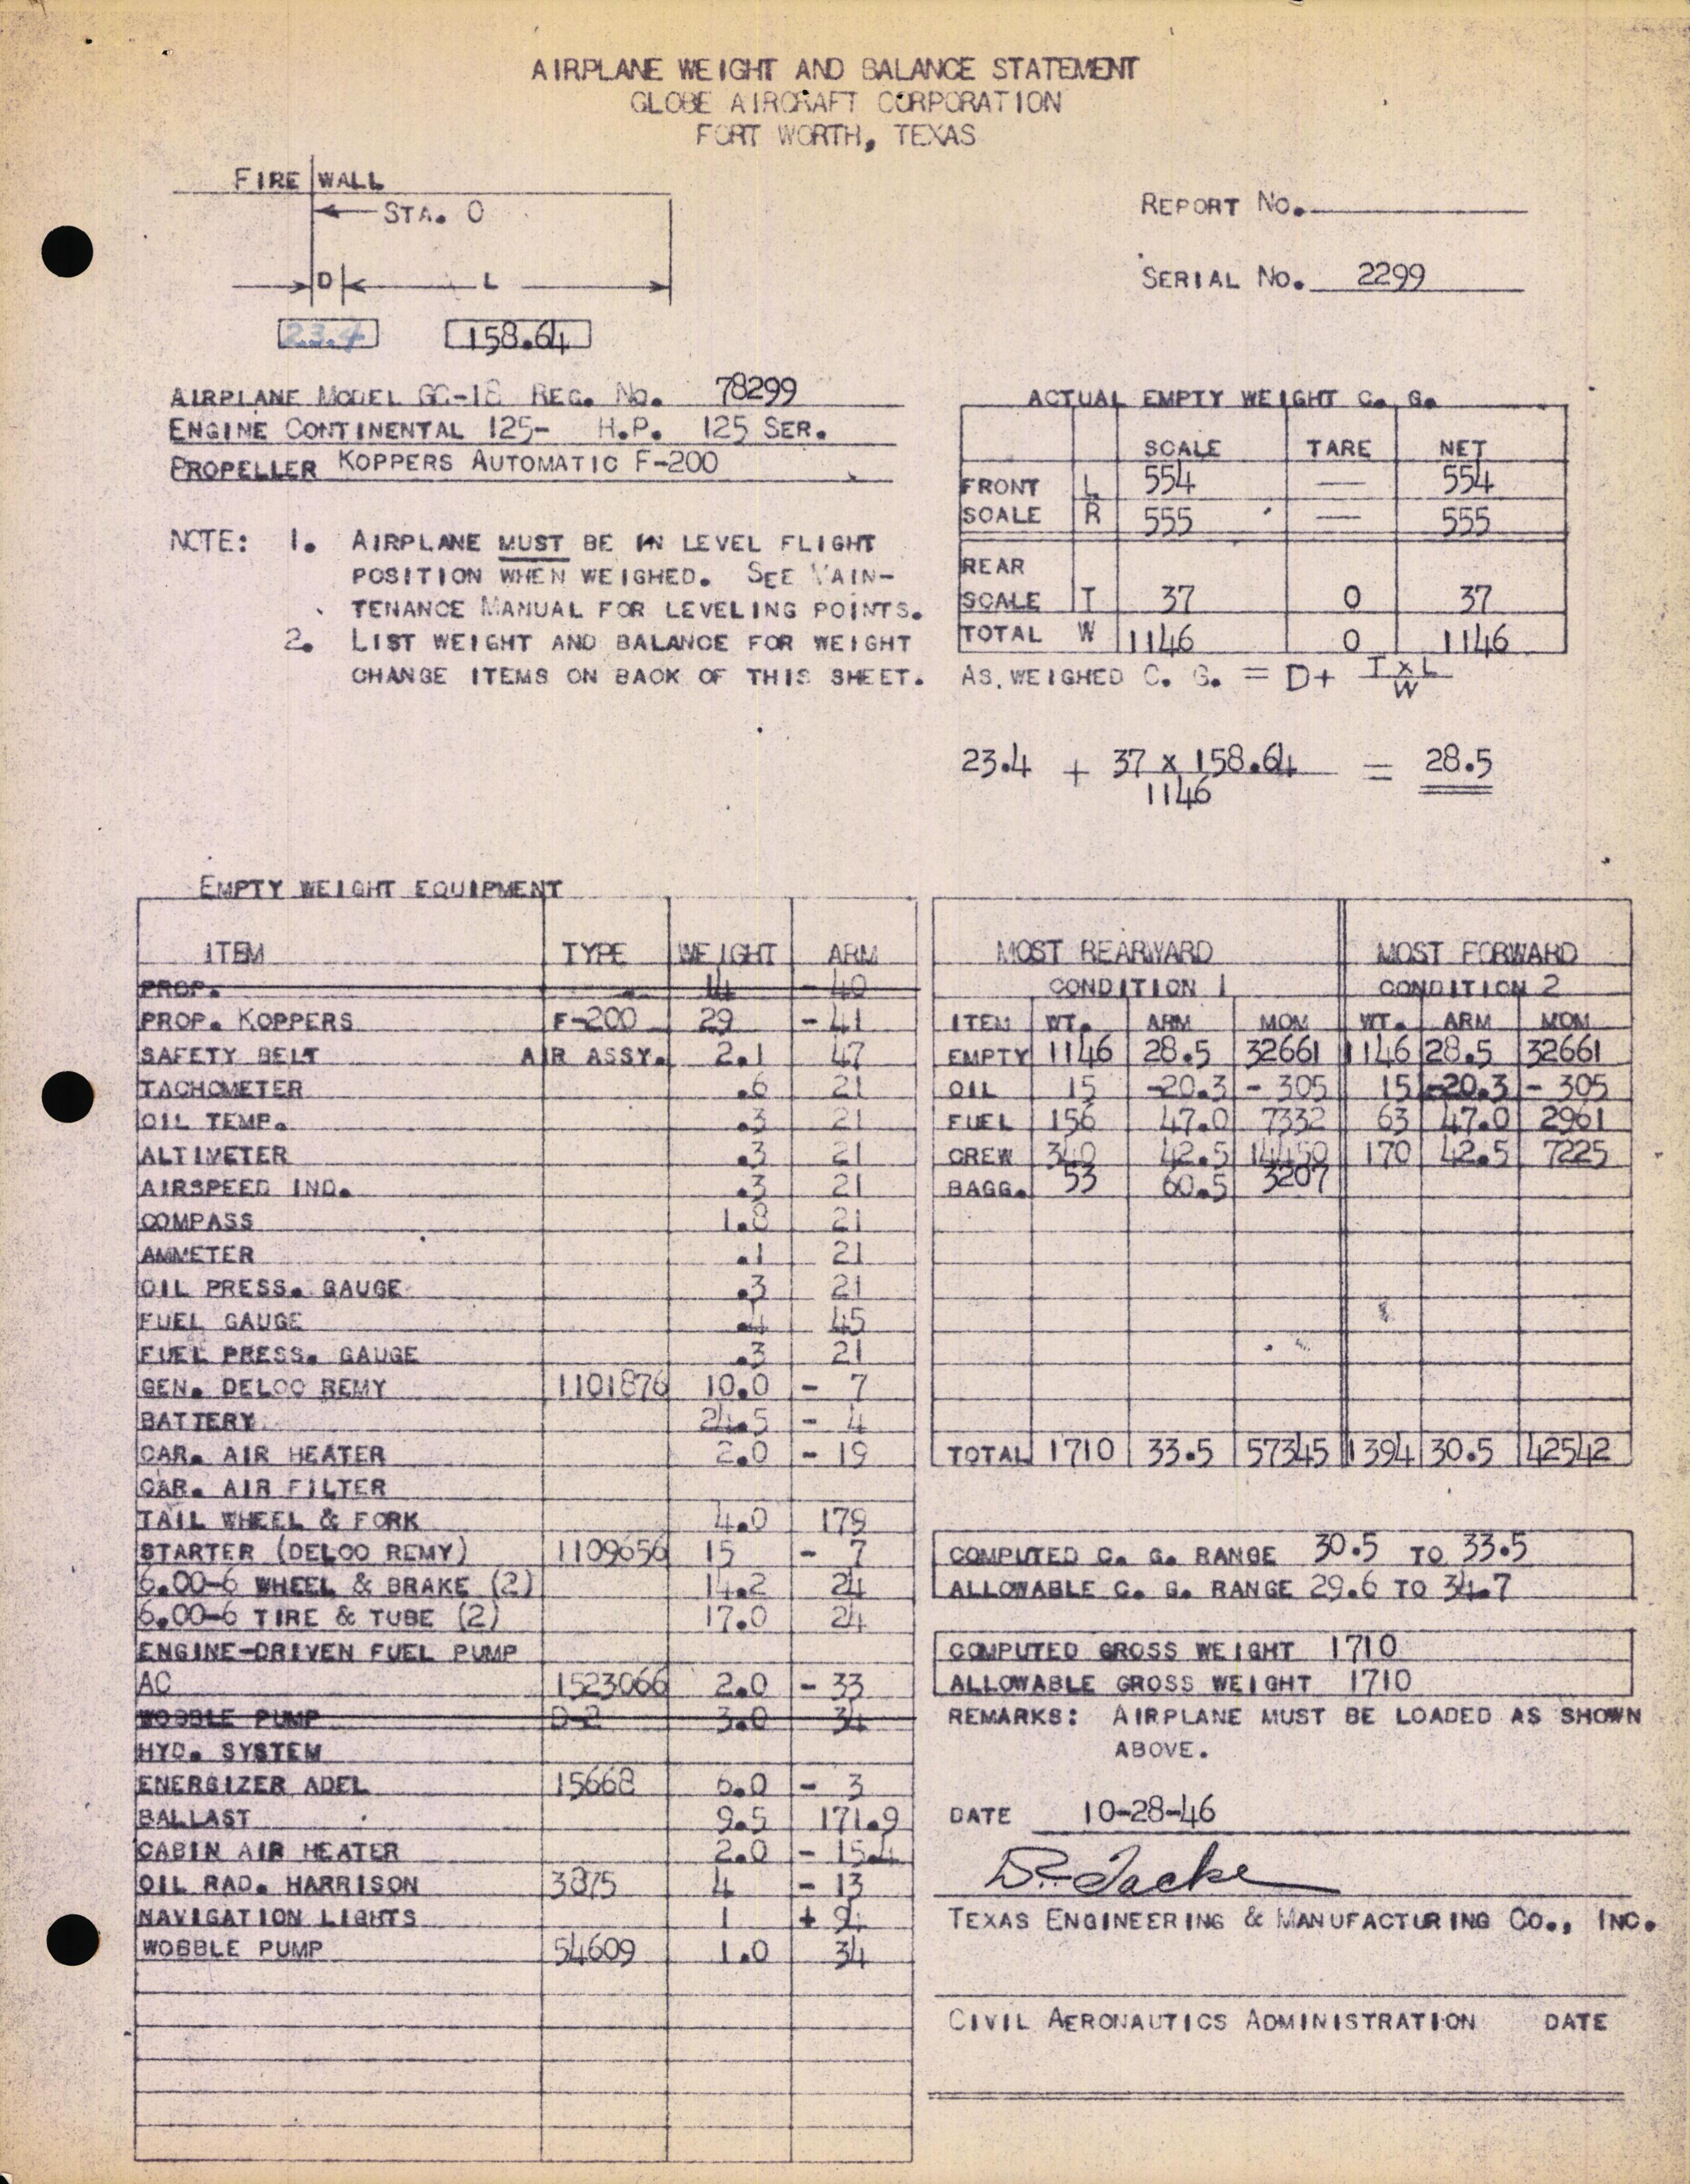 AIRPLANE WEIGHT AND BALANCE STATEMENT
GLOBE AIRCRAFT CORPORATION
FORT WORTH, TEXAS
FIRE WALL
STA. 0
D L
23.4 158.64
REPORT NO.
SERIAL NO. 2299
AIRPLANE MODEL GC-1B REG. NO. 78299
ENGINE CONTINENTAL 125- H.P. 125 SER.
PROPELLER KOPPERS AUTOMATIC F-200
NOTE: 1. AIRPLANE MUST BE IN LEVEL FLIGHT
POSITION WHEN WEIGHED. SEE MAIN-
TENANCE MANUAL FOR LEVELING POINTS.
2. LIST WEIGHT AND BALANCE FOR WEIGHT
CHANGE ITEMS ON BACK OF THIS SHEET.
ACTUAL EMPTY WEIGHT C. G.
SCALE TARE NET
FRONT L 554 — 554
SCALE R 555 — 555
REAR
SCALE T 37 0 37
TOTAL W 1146 0 1146
AS WEIGHED C. G. = D+ T x L
W
23.4 + 37 x 158.64 = 28.5
1146
EMPTY WEIGHT EQUIPMENT
ITEM TYPE WEIGHT ARM
PROP. 14 - 40
PROP. KOPPERS F-200 29 - 41
SAFETY BELT AIR ASSY. 2.1 47
TACHOMETER .6 21
OIL TEMP. .3 21
ALTIMETER .3 21
AIRSPEED IND. .3 21
COMPASS 1.8 21
AMMETER .1 21
OIL PRESS. GAUGE .3 21
FUEL GAUGE .4 45
FUEL PRESS. GAUGE .3 21
GEN. DELCO REMY 1101876 10.0 - 7
BATTERY 24.5 - 4
CAR. AIR HEATER 2.0 - 19
CAR. AIR FILTER
TAIL WHEEL & FORK 4.0 179
STARTER (DELCO REMY) 1109656 15 - 7
6.00-6 WHEEL & BRAKE (2) 14.2 24
6.00-6 TIRE & TUBE (2) 17.0 24
ENGINE-DRIVEN FUEL PUMP
AC 1523066 2.0 - 33
WOBBLE PUMP D-2 3.0 34
HYD. SYSTEM
ENERGIZER ADEL 15668 6.0 - 3
BALLAST 9.5 171.9
CABIN AIR HEATER 2.0 - 15.4
OIL RAD. HARRISON 3875 4 - 13
NAVIGATION LIGHTS 1 +
WOBBLE PUMP 54609 1.0 34
MOST REARWARD MOST FORWARD
CONDITION 1 CONDITION 2
ITEM WT. ARM MOM WT. ARM MOM
EMPTY 1146 28.5 32661 1146 28.5 32661
OIL 15 -20.3 - 305 15 -20.3 - 305
FUEL 156 47.0 7332 63 47.0 2961
CREW 340 42.5 14450 170 42.5 7225
BAGG. 53 60.5 3207
TOTAL 1710 33.5 57345 1394 30.5 42542
COMPUTED C. G. RANGE 30.5 TO 33.5
ALLOWABLE C. G. RANGE 29.6 TO 34.7
COMPUTED GROSS WEIGHT 1710
ALLOWABLE GROSS WEIGHT 1710
REMARKS: AIRPLANE MUST BE LOADED AS SHOWN
ABOVE.
DATE 10-28-46
TEXAS ENGINEERING & MANUFACTURING CO., INC.
CIVIL AERONAUTICS ADMINISTRATION DATE